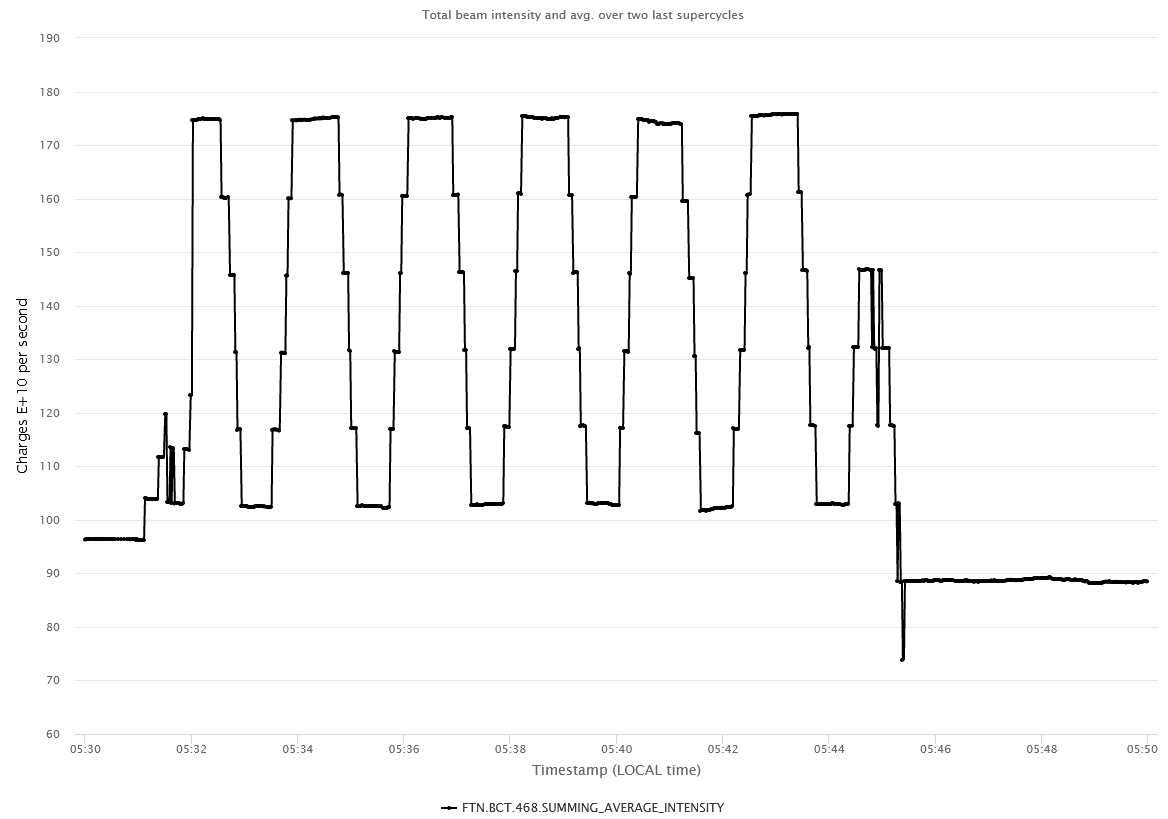 Total beam intensity and avg. over two last supercycles
190
180
170
160
150
140
130
120
110
100
90
80
70
60
Charges E+10 per second
05:30 05:32 05:34 05:36 05:38 05:40 05:42 05:44 05:46 05:48 05:50
Timestamp (LOCAL time)
FTN.BCT.468.SUMMING_AVERAGE_INTENSITY